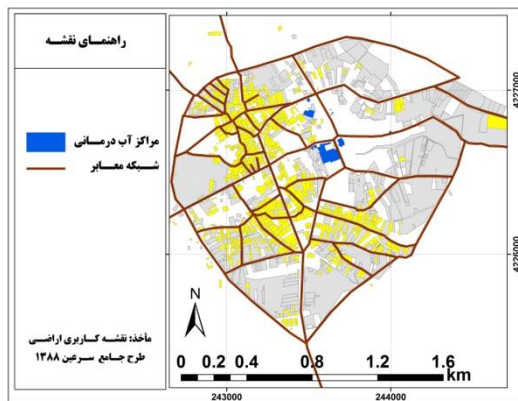 راهنمای نقشه
مراکز آب درمانی
شبکه معابر
مأخذ: نقشه کاربری اراضی
طرح جامع سرعین ۱۳۸۸
4227000
4226000
N
0 0.2 0.4 0.8 1.2 1.6
km
243000 244000